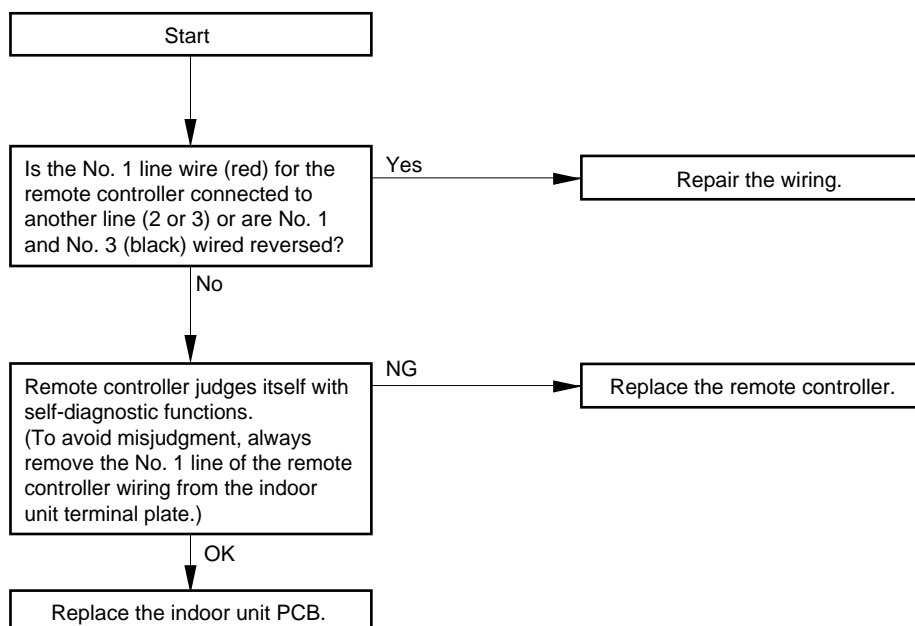 Start
Is the No. 1 line wire (red) for the
remote controller connected to
another line (2 or 3) or are No. 1
and No. 3 (black) wired reversed?
Yes
Repair the wiring.
No
Remote controller judges itself with
self-diagnostic functions.
(To avoid misjudgment, always
remove the No. 1 line of the remote
controller wiring from the indoor
unit terminal plate.)
NG
Replace the remote controller.
OK
Replace the indoor unit PCB.